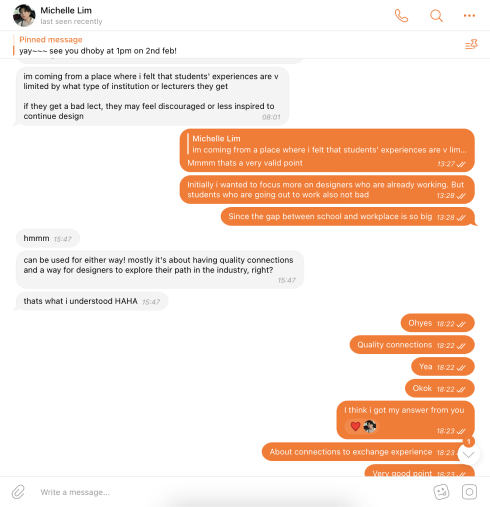 Michelle Lim
last seen recently
Pinned message
yay~~~ see you dhoby at 1pm on 2nd feb!
im coming from a place where i felt that students' experiences are v
limited by what type of institution or lecturers they get
if they get a bad lect, they may feel discouraged or less inspired to
continue design
08:01
Michelle Lim
im coming from a place where i felt that students' experiences are v lim...
Mmmm thats a very valid point 13:27
Initially i wanted to focus more on designers who are already working. But
students who are going out to work also not bad 13:28
Since the gap between school and workplace is so big 13:28
hmmm 15:47
can be used for either way! mostly it's about having quality connections
and a way for designers to explore their path in the industry, right?
15:47
thats what i understood HAHA 15:47
Ohyes 18:22
Quality connections 18:22
Yea 18:22
Okok 18:22
I think i got my answer from you
18:23
1
About connections to exchange experience 18:23
Very good point 18:23
Write a message...